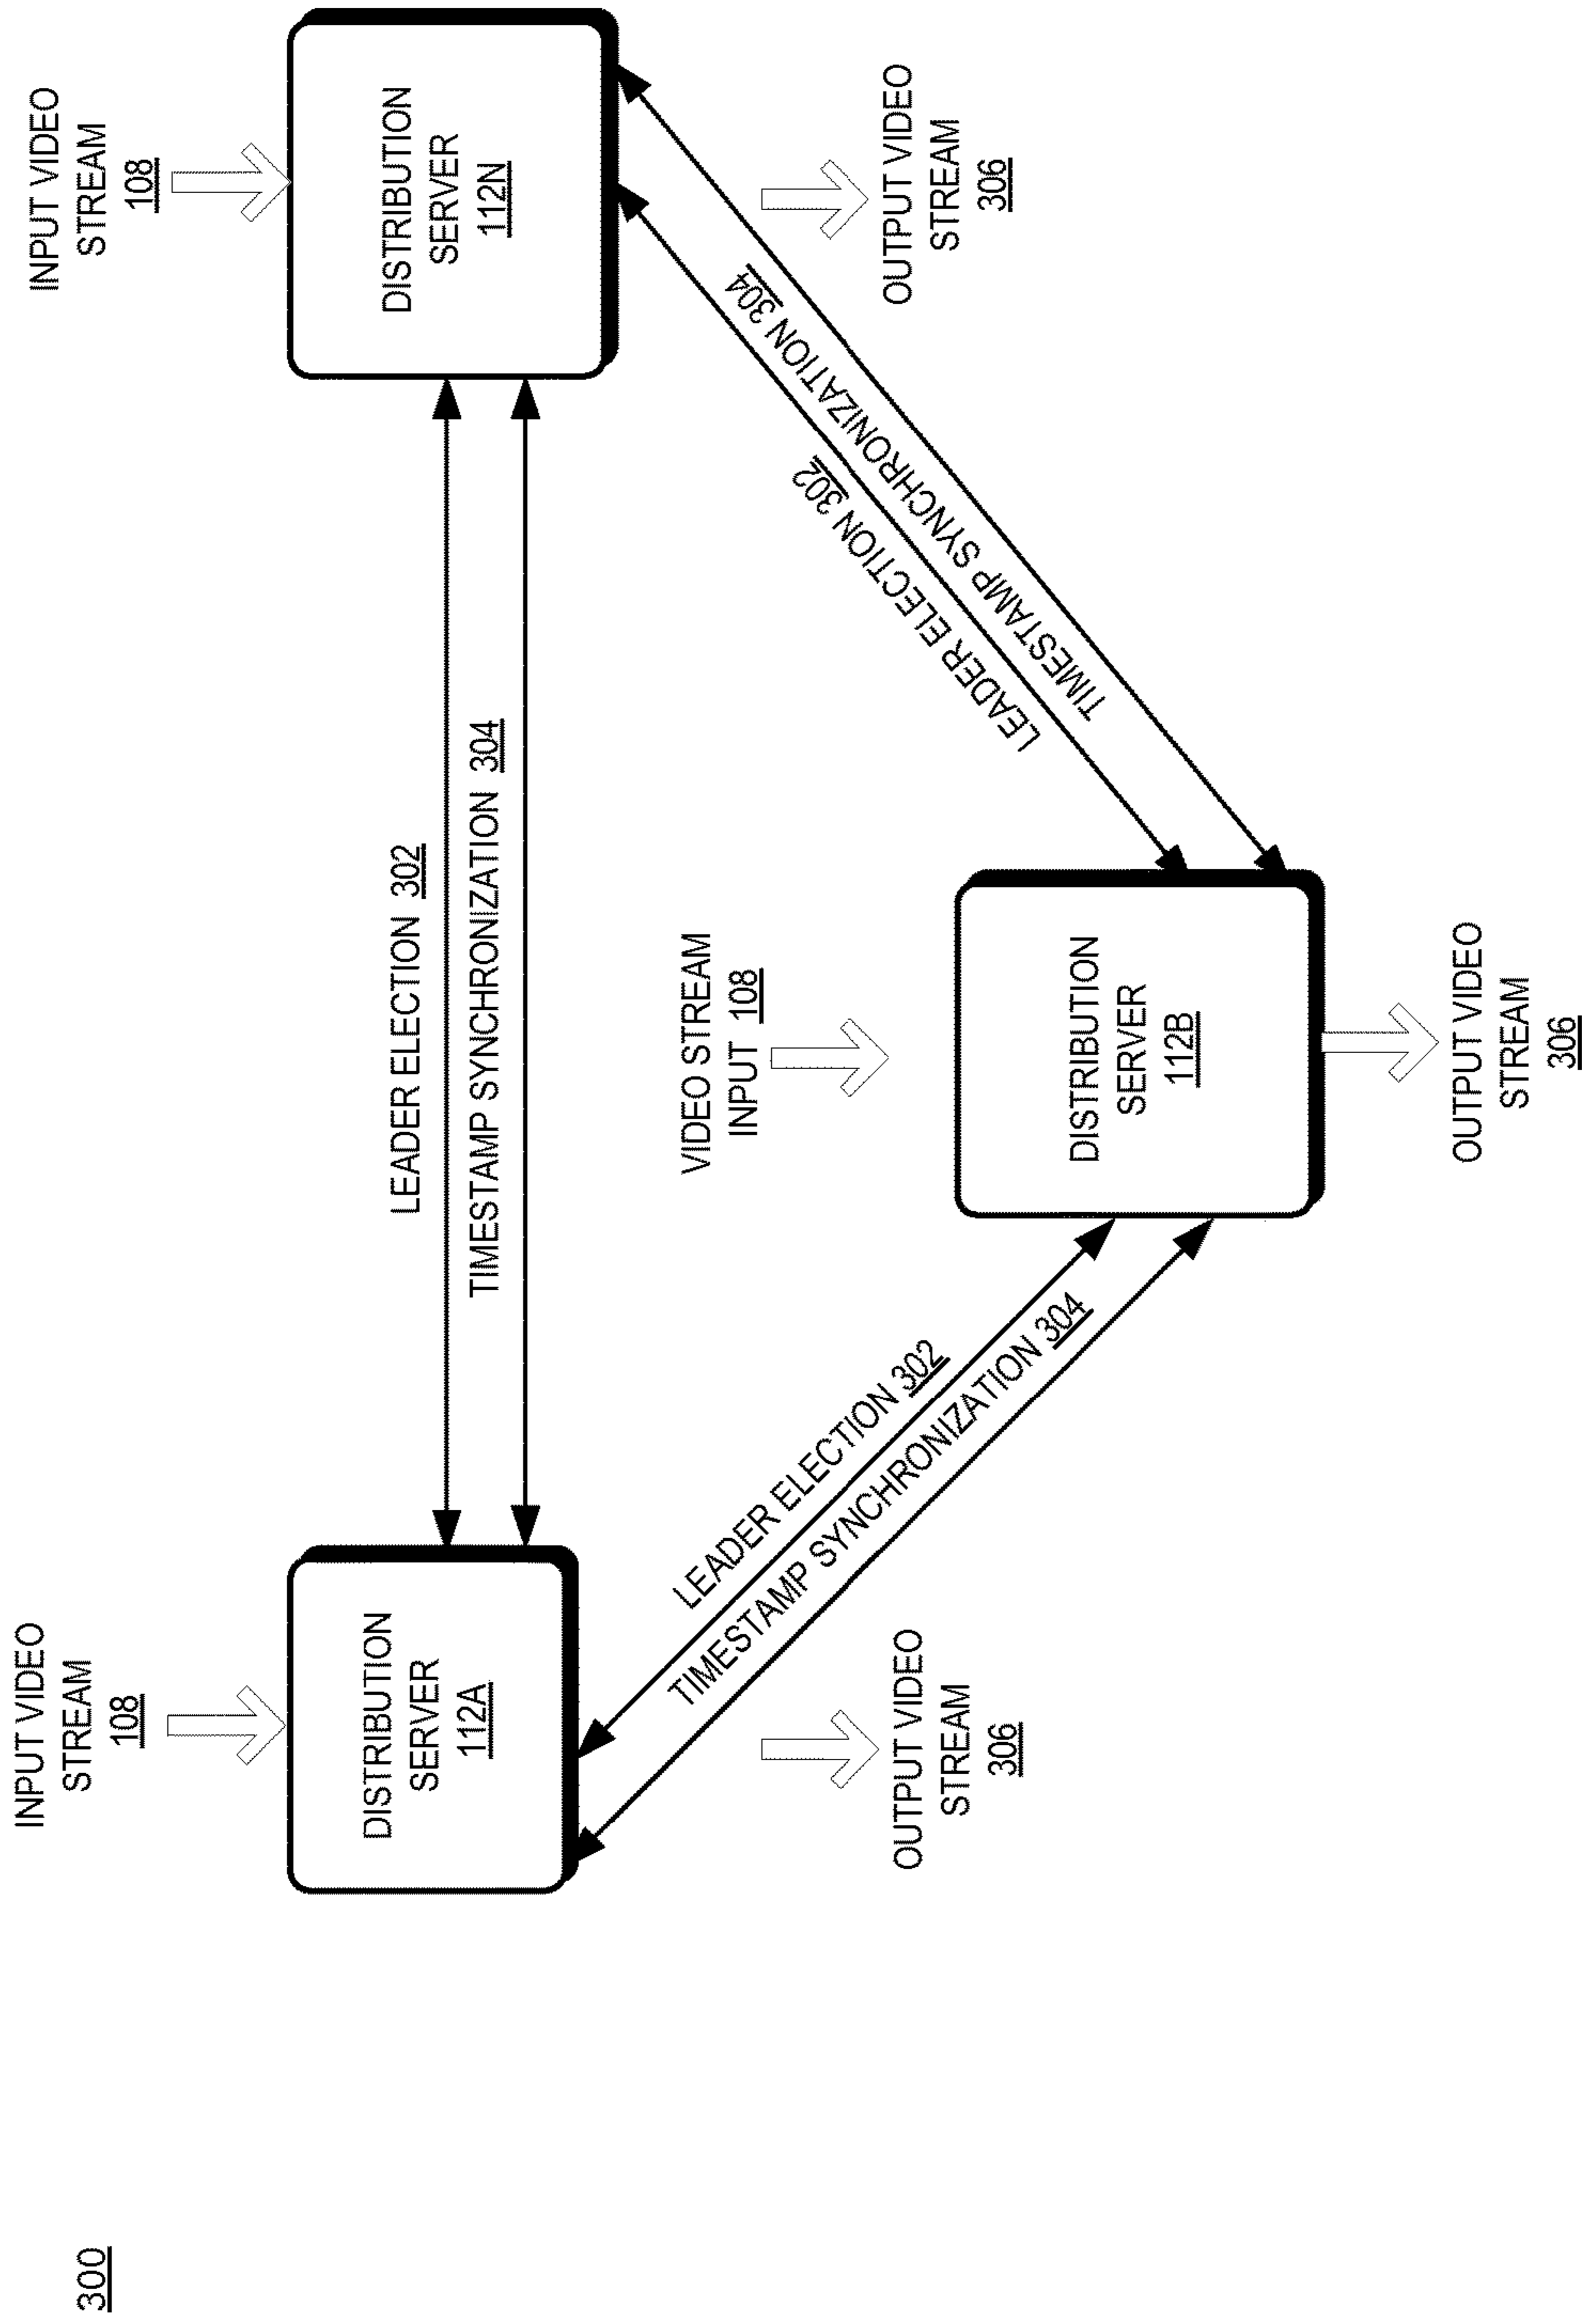 300
INPUT VIDEO
STREAM
108
DISTRIBUTION
SERVER
112A
OUTPUT VIDEO
STREAM
306
LEADER ELECTION 302
TIMESTAMP SYNCHRONIZATION 304
INPUT VIDEO
STREAM
108
DISTRIBUTION
SERVER
112N
OUTPUT VIDEO
STREAM
306
LEADER ELECTION 302
TIMESTAMP SYNCHRONIZATION 304
VIDEO STREAM
INPUT 108
DISTRIBUTION
SERVER
112B
OUTPUT VIDEO
STREAM
306
LEADER ELECTION 302
TIMESTAMP SYNCHRONIZATION 304